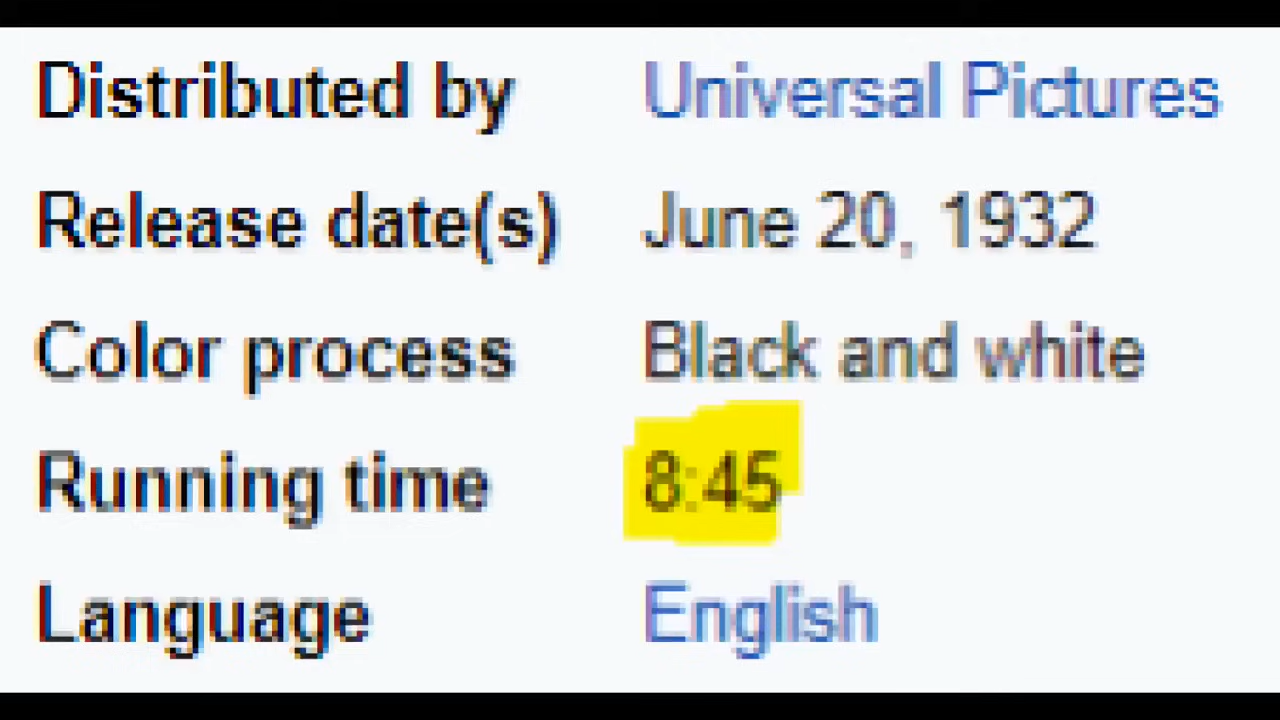 Distributed by Universal Pictures
Release date(s) June 20, 1932
Color process Black and white
Running time 8:45
Language English